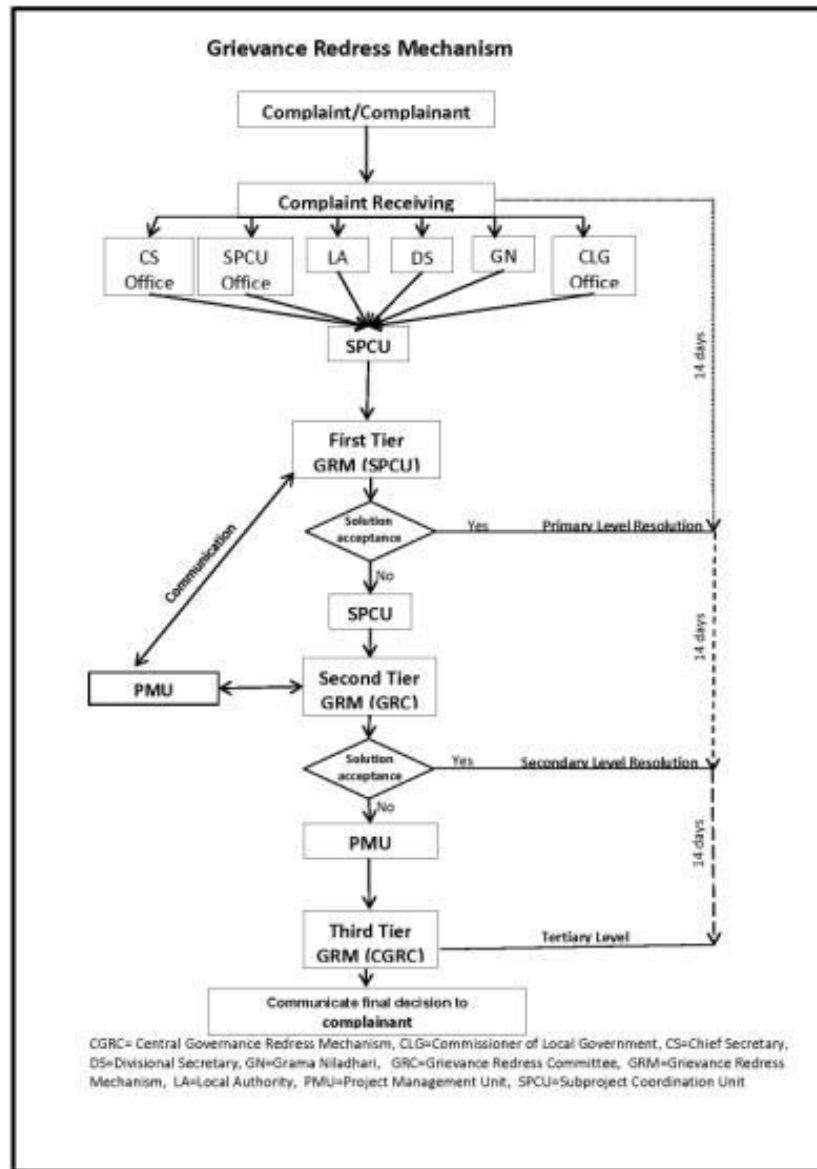 Grievance Redress Mechanism
Complaint/Complainant
Complaint Receiving
CS
Office
SPCU
Office
LA
DS
GN
CLG
Office
SPCU
14 days
First Tier
GRM (SPCU)
Communication
Solution
acceptance
Yes
Primary Level Resolution
No
SPCU
14 days
PMU
Second Tier
GRM (GRC)
Solution
acceptance
Yes
Secondary Level Resolution
No
PMU
14 days
Third Tier
GRM (CGRC)
Tertiary Level
Communicate final decision to
complainant
CGRC= Central Governance Redress Mechanism, CLG=Commissioner of Local Government, CS=Chief Secretary,
DS=Divisional Secretary, GN=Grama Niladhari, GRC=Grievance Redress Committee, GRM=Grievance Redress
Mechanism, LA=Local Authority, PMU=Project Management Unit, SPCU=Subproject Coordination Unit